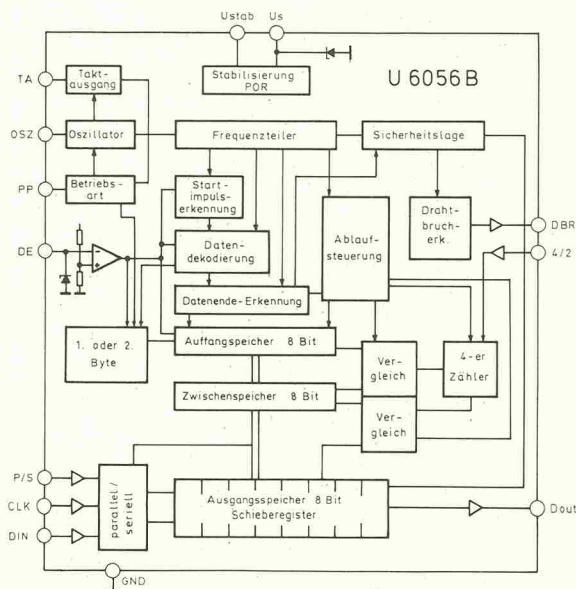 Ustab
Us
TA
Takt-
ausgang
Stabilisierung
POR
U 6056B
OSZ
Oszillator
Frequenzteiler
Sicherheitslage
PP
Betriebs-
art
Start-
impuls-
erkennung
Ablauf-
steuerung
Draht-
bruch-
erk.
DBR
DE
-
+
Daten-
dekodierung
4/2
Datenende-Erkennung
1. oder 2.
Byte
Auffangspeicher 8 Bit
Ver-
gleich
4-er
Zähler
Zwischenspeicher 8 Bit
Ver-
gleich
P/S
CLK
DIN
parallel/
seriell
Ausgangsspeicher 8 Bit
Schieberegister
Dout
GND